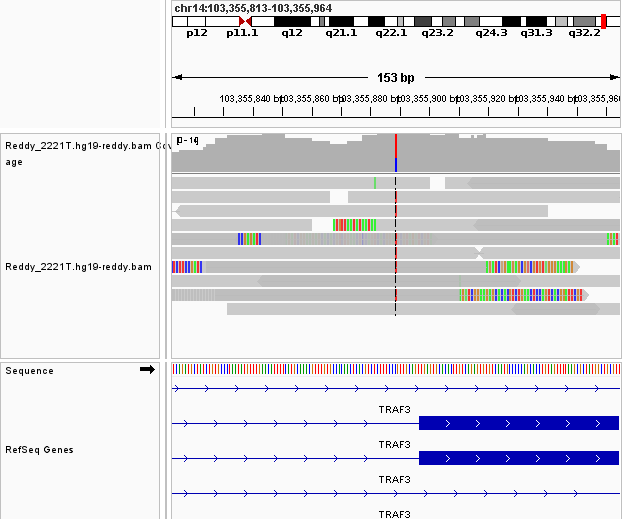 chr14:103,355,813-103,355,964
p12 p11.1 q12 q21.1 q22.1 q23.2 q24.3 q31.3 q32.2
153 bp
103,355,840 bp 103,355,860 bp 103,355,880 bp 103,355,900 bp 103,355,920 bp 103,355,940 bp 103,355,960
Reddy_2221T.hg19-reddy.bam Cov
age
Reddy_2221T.hg19-reddy.bam
Sequence
TRAF3
TRAF3
RefSeq Genes
TRAF3
TRAF3